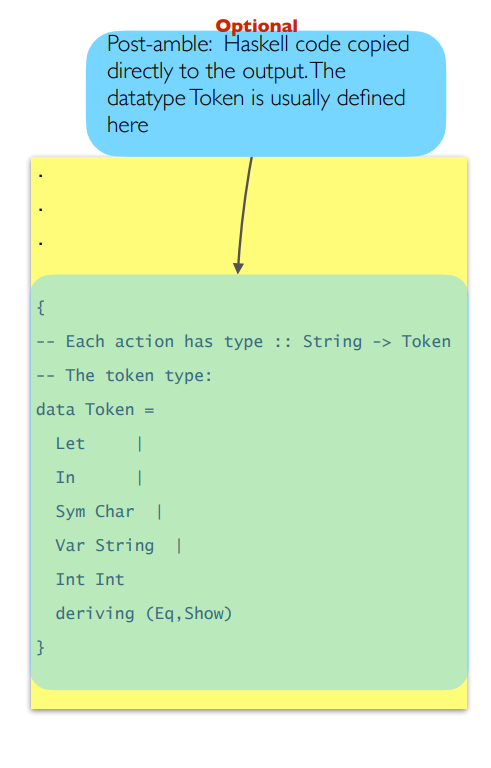 Optional
Post-amble: Haskell code copied
directly to the output. The
datatype Token is usually defined
here
.
.
.
{
-- Each action has type :: String -> Token
-- The token type:
data Token =
  Let     |
  In      |
  Sym Char  |
  Var String  |
  Int Int
  deriving (Eq,Show)
}